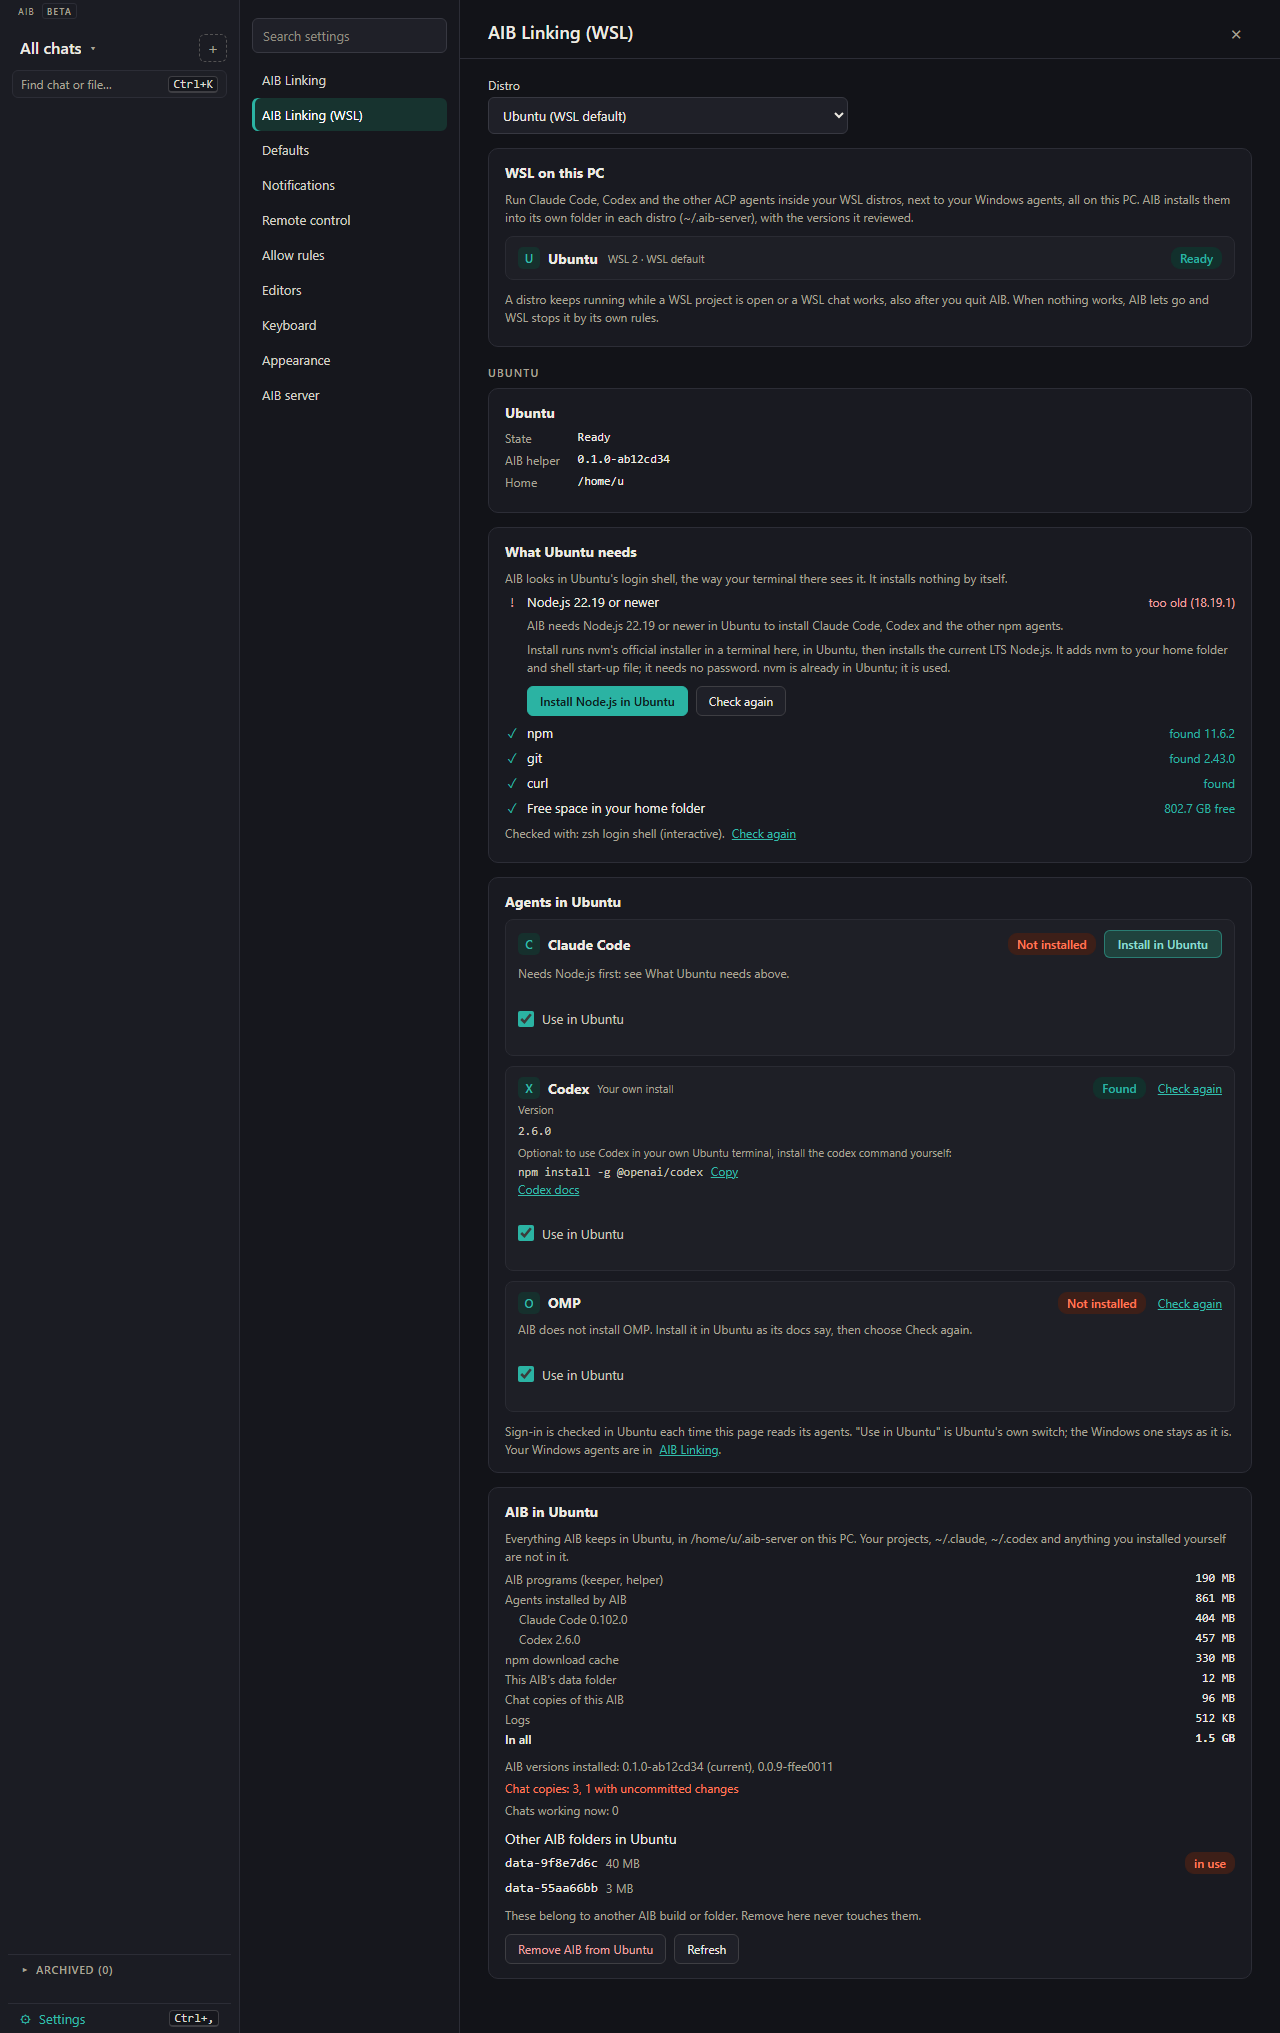 AIB BETA
All chats
+
Find chat or file... Ctrl+K
ARCHIVED (0)
Settings Ctrl+,
Search settings
AIB Linking
AIB Linking (WSL)
Defaults
Notifications
Remote control
Allow rules
Editors
Keyboard
Appearance
AIB server
AIB Linking (WSL)
Distro
Ubuntu (WSL default)
WSL on this PC
Run Claude Code, Codex and the other ACP agents inside your WSL distros, next to your Windows agents, all on this PC. AIB installs them
into its own folder in each distro (~/.aib-server), with the versions it reviewed.
U Ubuntu WSL 2 · WSL default Ready
A distro keeps running while a WSL project is open or a WSL chat works, also after you quit AIB. When nothing works, AIB lets go and
WSL stops it by its own rules.
UBUNTU
Ubuntu
State Ready
AIB helper 0.1.0-ab12cd34
Home /home/u
What Ubuntu needs
AIB looks in Ubuntu's login shell, the way your terminal there sees it. It installs nothing by itself.
! Node.js 22.19 or newer too old (18.19.1)
AIB needs Node.js 22.19 or newer in Ubuntu to install Claude Code, Codex and the other npm agents.
Install runs nvm's official installer in a terminal here, in Ubuntu, then installs the current LTS Node.js. It adds nvm to your home folder
and shell start-up file; it needs no password. nvm is already in Ubuntu; it is used.
Install Node.js in Ubuntu Check again
✓ npm found 11.6.2
✓ git found 2.43.0
✓ curl found
✓ Free space in your home folder 802.7 GB free
Checked with: zsh login shell (interactive). Check again
Agents in Ubuntu
C Claude Code Not installed Install in Ubuntu
Needs Node.js first: see What Ubuntu needs above.
Use in Ubuntu
X Codex Your own install Found Check again
Version
2.6.0
Optional: to use Codex in your own Ubuntu terminal, install the codex command yourself:
npm install -g @openai/codex Copy
Codex docs
Use in Ubuntu
O OMP Not installed Check again
AIB does not install OMP. Install it in Ubuntu as its docs say, then choose Check again.
Use in Ubuntu
Sign-in is checked in Ubuntu each time this page reads its agents. "Use in Ubuntu" is Ubuntu's own switch; the Windows one stays as it is.
Your Windows agents are in AIB Linking.
AIB in Ubuntu
Everything AIB keeps in Ubuntu, in /home/u/.aib-server on this PC. Your projects, ~/.claude, ~/.codex and anything you installed yourself
are not in it.
AIB programs (keeper, helper) 190 MB
Agents installed by AIB 861 MB
Claude Code 0.102.0 404 MB
Codex 2.6.0 457 MB
npm download cache 330 MB
This AIB's data folder 12 MB
Chat copies of this AIB 96 MB
Logs 512 KB
In all 1.5 GB
AIB versions installed: 0.1.0-ab12cd34 (current), 0.0.9-ffee0011
Chat copies: 3, 1 with uncommitted changes
Chats working now: 0
Other AIB folders in Ubuntu
data-9f8e7d6c 40 MB in use
data-55aa66bb 3 MB
These belong to another AIB build or folder. Remove here never touches them.
Remove AIB from Ubuntu Refresh